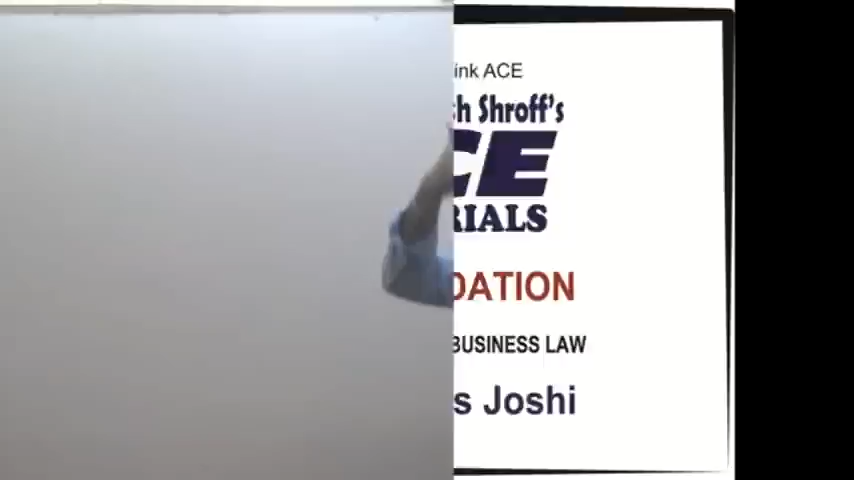 ink ACE
h Shroff's
CE
RIALS
DATION
BUSINESS LAW
s Joshi